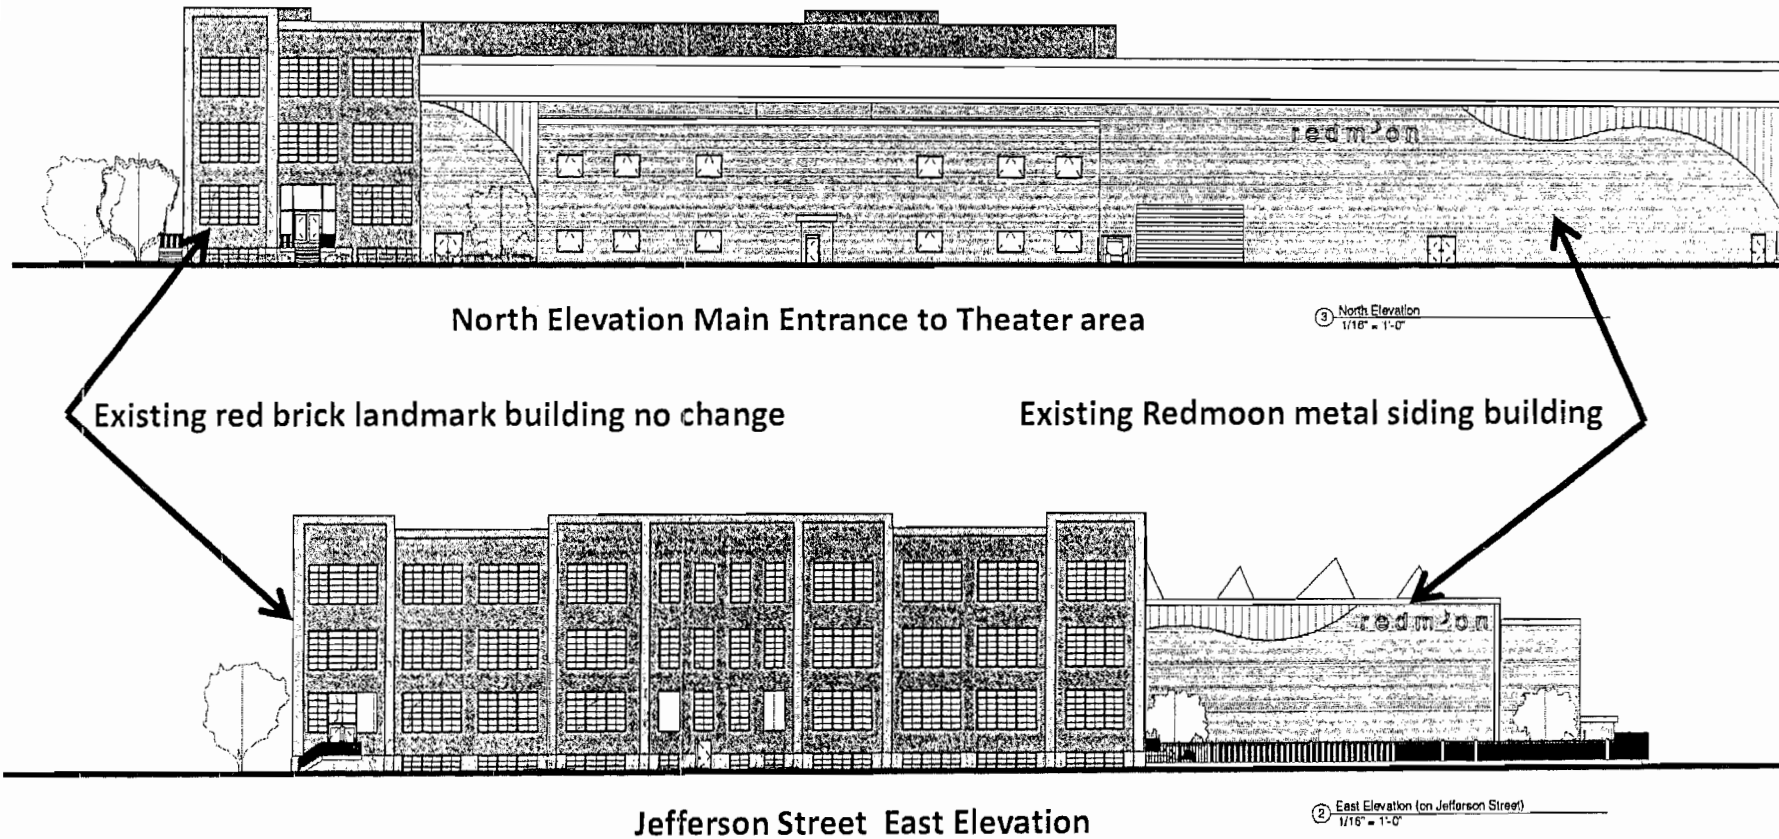 redmoon
North Elevation Main Entrance to Theater area
3 North Elevation
1/16" = 1'-0"
Existing red brick landmark building no change
Existing Redmoon metal siding building
redmoon
Jefferson Street East Elevation
2 East Elevation (on Jefferson Street)
1/16" = 1'-0"